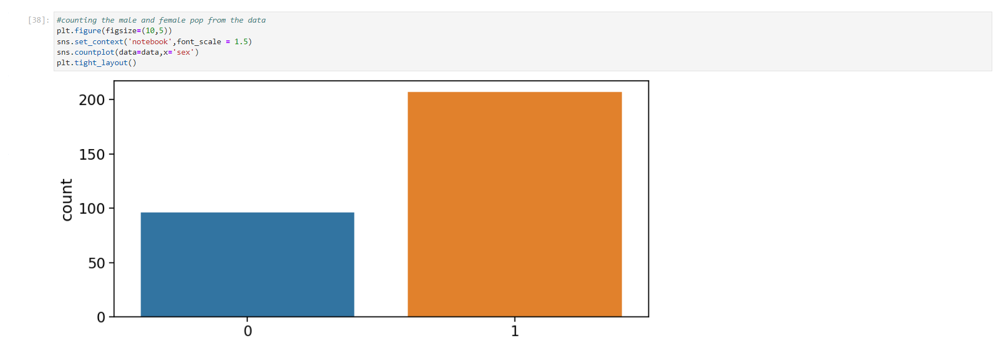 [38]: #counting the male and female pop from the data
plt.figure(figsize=(10,5))
sns.set_context('notebook',font_scale = 1.5)
sns.countplot(data=data,x='sex')
plt.tight_layout()
200
150
100
50
0
count
0 1